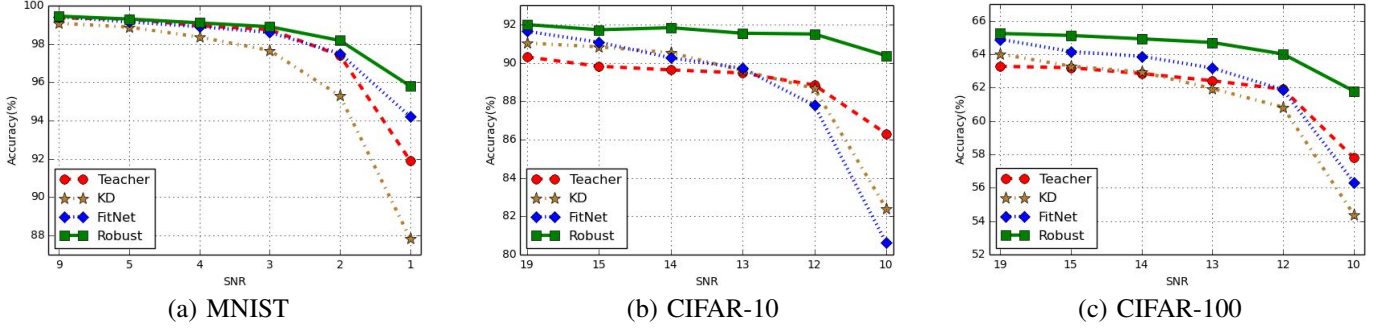 100
98
96
94
92
90
88
Accuracy(%)
Teacher
KD
FitNet
Robust
9 5 4 3 2 1
SNR
(a) MNIST
92
90
88
86
84
82
80
Accuracy(%)
Teacher
KD
FitNet
Robust
19 15 14 13 12 10
SNR
(b) CIFAR-10
66
64
62
60
58
56
54
52
Accuracy(%)
Teacher
KD
FitNet
Robust
19 15 14 13 12 10
SNR
(c) CIFAR-100